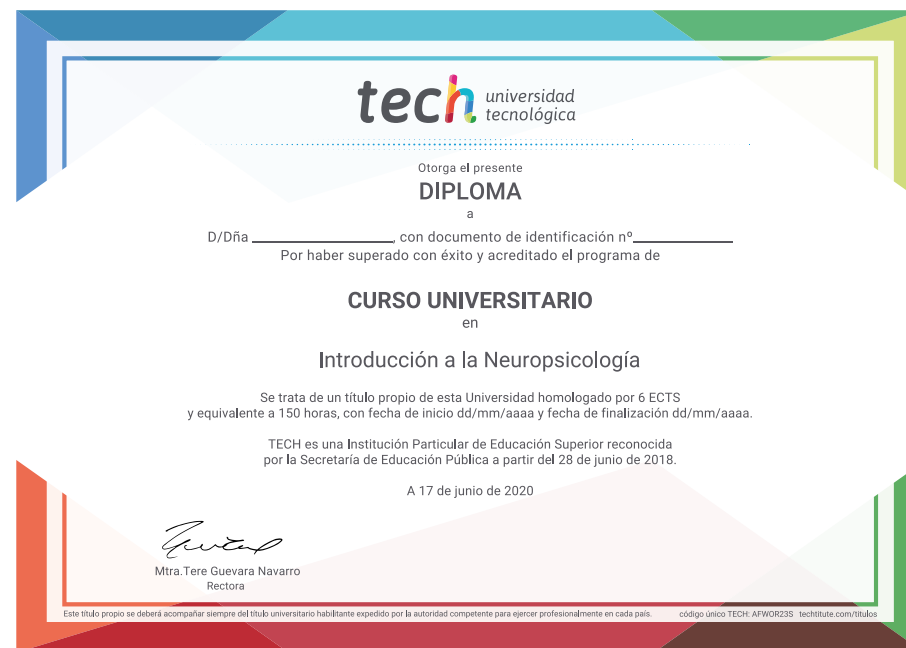 tech universidad
tecnológica
Otorga el presente
DIPLOMA
a
D/Dña ____________________, con documento de identificación nº______________
Por haber superado con éxito y acreditado el programa de
CURSO UNIVERSITARIO
en
Introducción a la Neuropsicología
Se trata de un título propio de esta Universidad homologado por 6 ECTS
y equivalente a 150 horas, con fecha de inicio dd/mm/aaaa y fecha de finalización dd/mm/aaaa.
TECH es una Institución Particular de Educación Superior reconocida
por la Secretaría de Educación Pública a partir del 28 de junio de 2018.
A 17 de junio de 2020
Mtra.Tere Guevara Navarro
Rectora
Este título propio se deberá acompañar siempre del título universitario habilitante expedido por la autoridad competente para ejercer profesionalmente en cada país. código único TECH: AFWOR23S techtitute.com/titulos